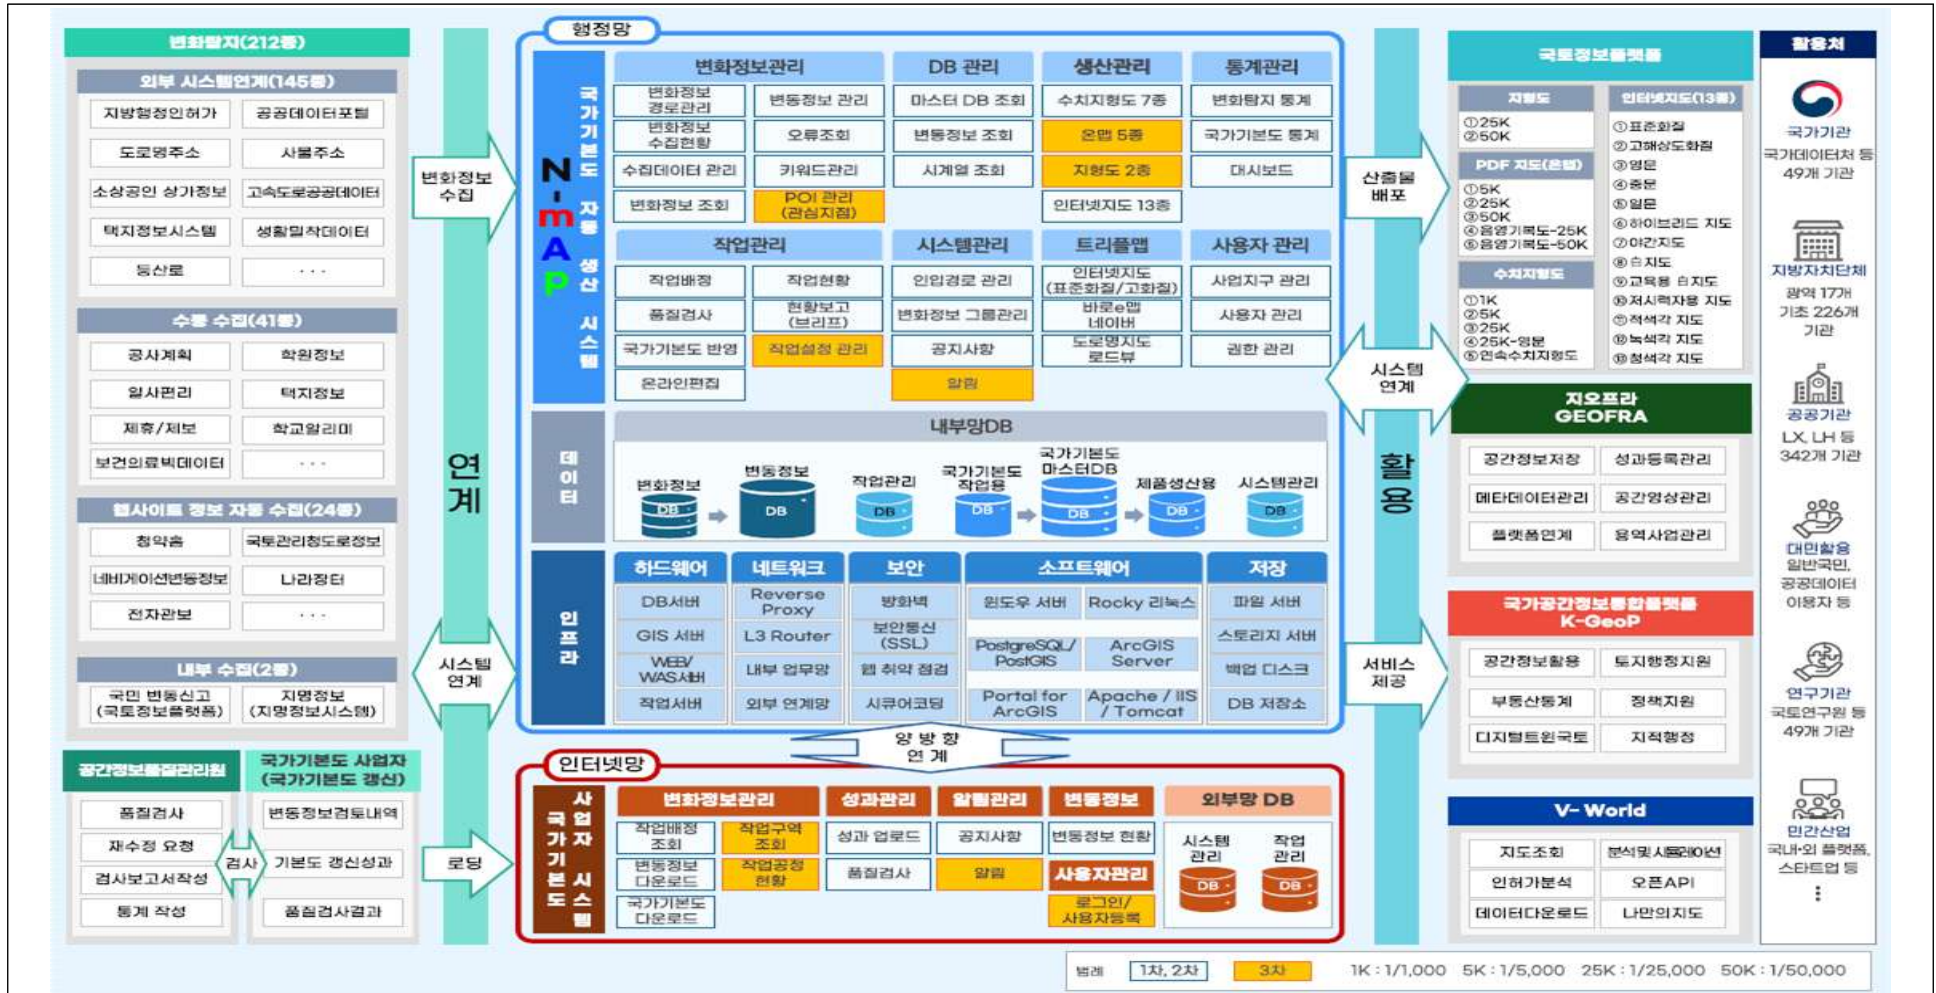 변화탐지(212종)
외부 시스템연계(145종)
지방행정인허가
공공데이터포털
도로명주소
사물주소
소상공인 상가정보
고속도로공공데이터
택지정보시스템
생활밀착데이터
등산로
· · ·
수동 수집(41종)
공사계획
학원정보
일사편리
택지정보
제휴/제보
학교알리미
보건의료빅데이터
· · ·
웹사이트 정보 자동 수집(24종)
청약홈
국토관리청도로정보
네비게이션변동정보
나라장터
전자관보
· · ·
내부 수집(2종)
국민 변동신고
(국토정보플랫폼)
지명정보
(지명정보시스템)
공간정보품질관리원
품질검사
재수정 요청
검사보고서작성
통계 작성
검사
국가기본도 사업자
(국가기본도 갱신)
변동정보검토내역
기본도 갱신성과
품질검사결과
연계
변화정보
수집
시스템
연계
로딩
행정망
N-mAP
국가기본도 자동 생산 시스템
변화정보관리
변화정보
경로관리
변동정보 관리
변화정보
수집현황
오류조회
수집데이터 관리
키워드관리
변화정보 조회
POI 관리
(관심지점)
DB 관리
마스터 DB 조회
변동정보 조회
시계열 조회
생산관리
수치지형도 7종
온맵 5종
지형도 2종
인터넷지도 13종
통계관리
변화탐지 통계
국가기본도 통계
대시보드
작업관리
작업배정
작업현황
품질검사
현황보고
(브리프)
국가기본도 반영
작업설정 관리
온라인편집
시스템관리
인입경로 관리
변화정보 그룹관리
공지사항
알림
트리플맵
인터넷지도
(표준화질/고화질)
바로e맵
네이버
도로명지도
로드뷰
사용자 관리
사업지구 관리
사용자 관리
권한 관리
데이터
내부망DB
변화정보
DB
변동정보
DB
작업관리
DB
국가기본도
작업용
DB
국가기본도
마스터DB
DB
제품생산용
DB
시스템관리
DB
인프라
하드웨어
DB서버
GIS 서버
WEB/
WAS서버
작업서버
네트워크
Reverse
Proxy
L3 Router
내부 업무망
외부 연계망
보안
방화벽
보안통신
(SSL)
웹 취약 점검
시큐어코딩
소프트웨어
윈도우 서버
Rocky 리눅스
PostgreSQL/
PostGIS
ArcGIS
Server
Portal for
ArcGIS
Apache / IIS
/ Tomcat
저장
파일 서버
스토리지 서버
백업 디스크
DB 저장소
양 방 향
연 계
인터넷망
국가기본도
사업자 시스템
변화정보관리
작업배정
조회
작업구역
조회
변동정보
다운로드
작업공정
현황
국가기본도
다운로드
성과관리
성과 업로드
품질검사
알림관리
공지사항
알림
변동정보
변동정보 현황
사용자관리
로그인/
사용자등록
외부망 DB
시스템
관리
DB
작업
관리
DB
활용
산출물
배포
시스템
연계
서비스
제공
국토정보플랫폼
지형도
①25K
②50K
PDF 지도(온맵)
①5K
②25K
③50K
④음영기복도-25K
⑤음영기복도-50K
수치지형도
①1K
②5K
③25K
④25K-영문
⑤연속수치지형도
인터넷지도(13종)
①표준화질
②고해상도화질
③영문
④중문
⑤일문
⑥하이브리드 지도
⑦야간지도
⑧白지도
⑨교육용 白지도
⑩저시력자용 지도
⑪적색각 지도
⑫녹색각 지도
⑬청색각 지도
지오프라
GEOFRA
공간정보저장
성과등록관리
메타데이터관리
공간영상관리
플랫폼연계
용역사업관리
국가공간정보통합플랫폼
K-GeoP
공간정보활용
토지행정지원
부동산통계
정책지원
디지털트윈국토
지적행정
V- World
지도조회
분석및시뮬레이션
인허가분석
오픈API
데이터다운로드
나만의지도
활용처
국가기관
국가데이터처 등
49개 기관
지방자치단체
광역 17개
기초 226개
기관
공공기관
LX, LH 등
342개 기관
대민활용
일반국민,
공공데이터
이용자 등
연구기관
국토연구원 등
49개 기관
민간산업
국내·외 플랫폼,
스타트업 등
⋮
범례
1차, 2차
3차
1K : 1/1,000 5K : 1/5,000 25K : 1/25,000 50K : 1/50,000